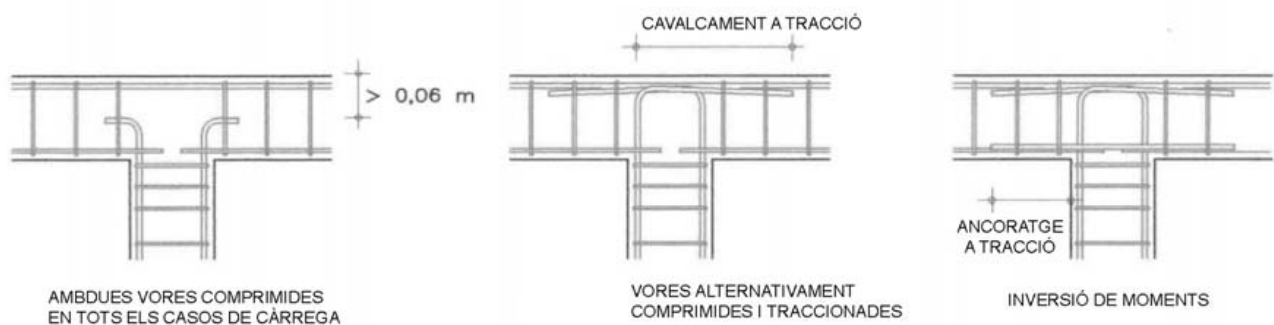 CAVALCAMENT A TRACCIÓ
> 0,06 m
ANCORATGE
A TRACCIÓ
AMBDUES VORES COMPRIMIDES
EN TOTS ELS CASOS DE CÀRREGA
VORES ALTERNATIVAMENT
COMPRIMIDES I TRACCIONADES
INVERSIÓ DE MOMENTS